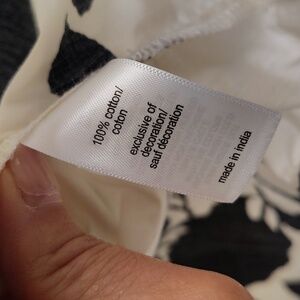 100% cotton/
coton
exclusive of
decoration/
sauf décoration
made in india